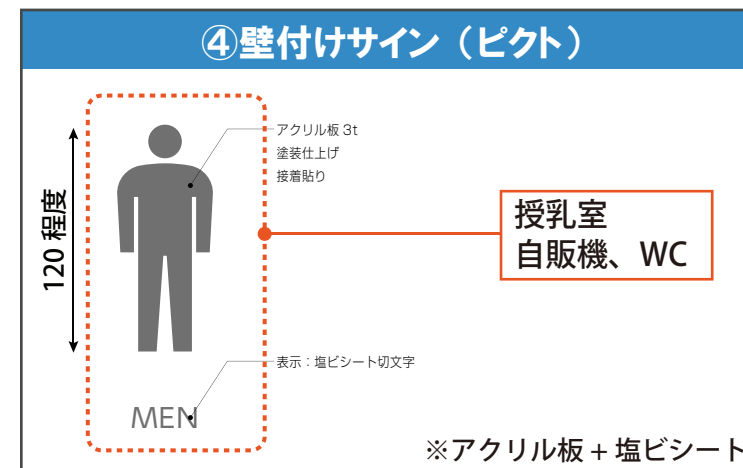 ④壁付けサイン（ピクト）
アクリル板 3t
塗装仕上げ
接着貼り
120 程度
授乳室
自販機、WC
表示：塩ビシート切文字
MEN
※アクリル板 + 塩ビシート